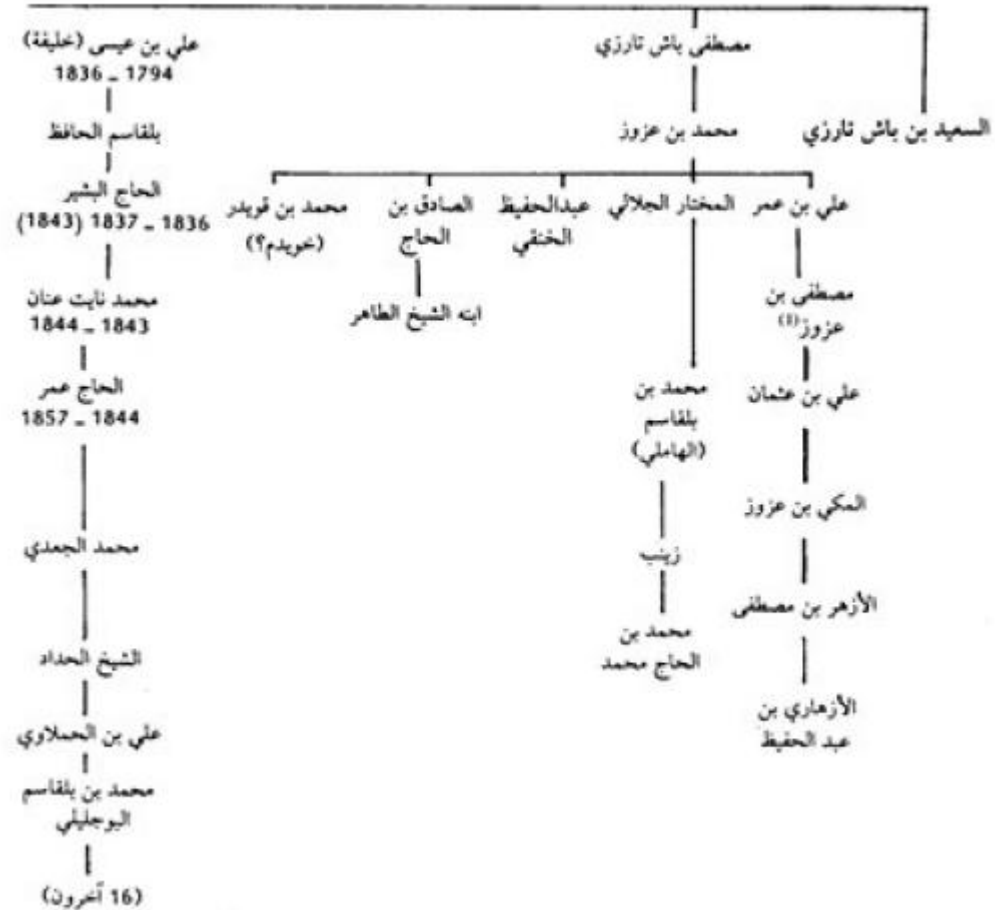 السعيد بن باش تارزي
مصطفى باش تارزي
محمد بن عزوز
علي بن عمر
مصطفى بن
عزوز(1)
علي بن عثمان
المكي بن عزوز
الأزهر بن مصطفى
الأزهاري بن
عبد الحفيظ
المختار الجلالي
محمد بن
بلقاسم
(الهاملي)
زينب
محمد بن
الحاج محمد
عبدالحفيظ
الخنقي
الصادق بن
الحاج
ابنه الشيخ الطاهر
محمد بن قويدر
(خويدم؟)
علي بن عيسى (خليفة)
1794 ـ 1836
بلقاسم الحافظ
الحاج البشير
1836 ـ 1837 (1843)
محمد نايت عنان
1843 ـ 1844
الحاج عمر
1844 ـ 1857
محمد الجعدي
الشيخ الحداد
علي بن الحملاوي
محمد بن بلقاسم
البوجليلي
(16 آخرون)